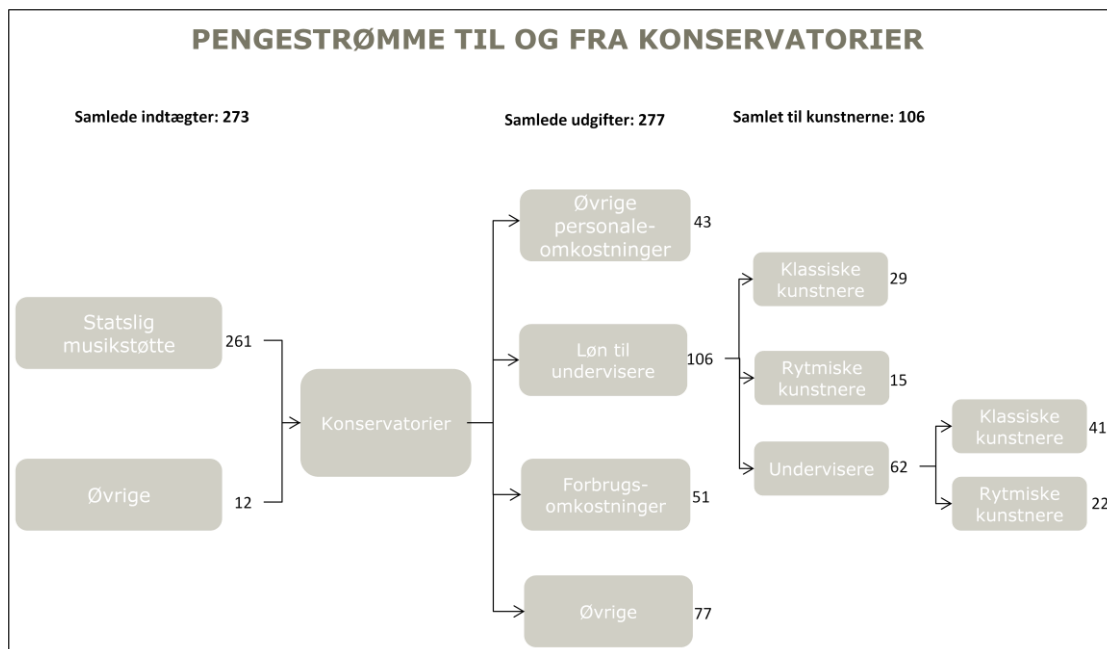 PENGESTRØMME TIL OG FRA KONSERVATORIER
Samlede indtægter: 273
Samlede udgifter: 277
Samlet til kunstnerne: 106
Statslig
musikstøtte
261
Øvrige
12
Konservatorier
Øvrige
personale-
omkostninger
43
Løn til
undervisere
106
Forbrugs-
omkostninger
51
Øvrige
77
Klassiske
kunstnere
29
Rytmiske
kunstnere
15
Undervisere
62
Klassiske
kunstnere
41
Rytmiske
kunstnere
22